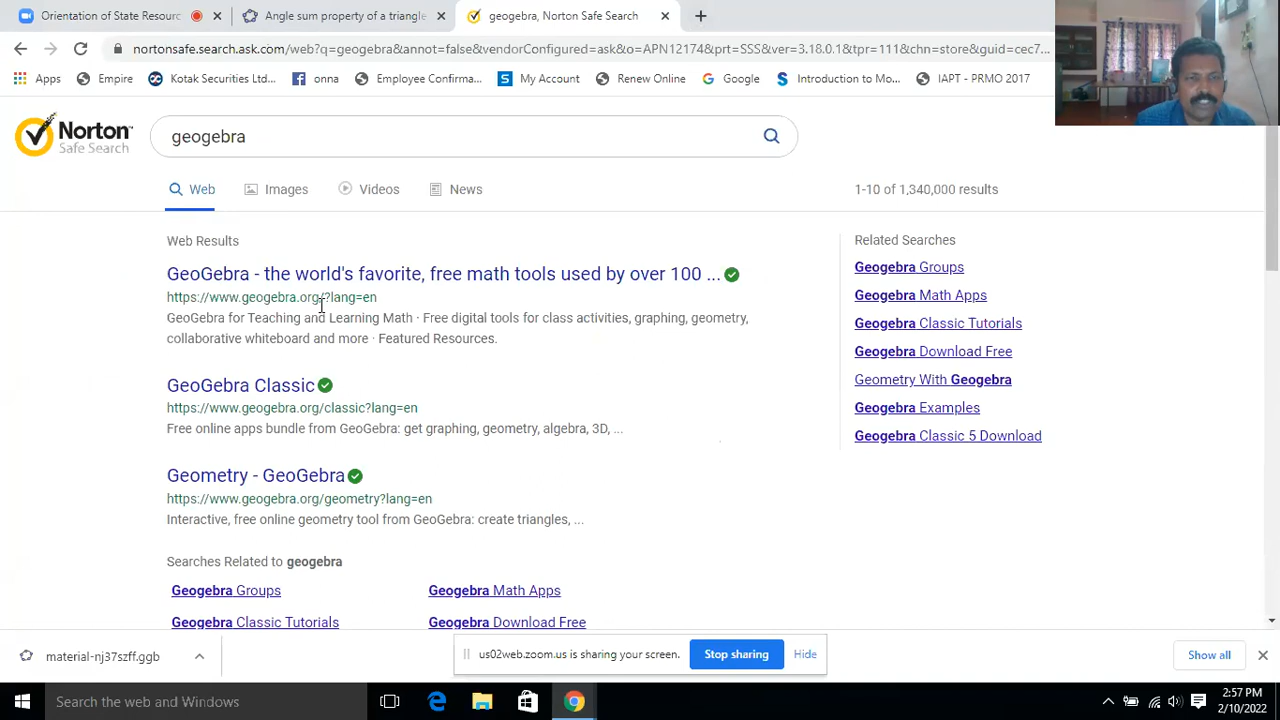 Orientation of State Resourc
Angle sum property of a triangle
geogebra, Norton Safe Search
nortonsafe.search.ask.com/web?q=geogebra&annot=false&vendorConfigured=ask&o=APN12174&prt=SSS&ver=3.18.0.1&tpr=111&chn=store&guid=cec7...
Apps
Empire
Kotak Securities Ltd...
onna
Employee Confirma...
My Account
Renew Online
Google
Introduction to Mo...
IAPT - PRMO 2017
Norton
Safe Search
geogebra
Web
Images
Videos
News
1-10 of 1,340,000 results
Web Results
GeoGebra - the world's favorite, free math tools used by over 100 ...
https://www.geogebra.org/?lang=en
GeoGebra for Teaching and Learning Math · Free digital tools for class activities, graphing, geometry,
collaborative whiteboard and more · Featured Resources.
GeoGebra Classic
https://www.geogebra.org/classic?lang=en
Free online apps bundle from GeoGebra: get graphing, geometry, algebra, 3D, ...
Geometry - GeoGebra
https://www.geogebra.org/geometry?lang=en
Interactive, free online geometry tool from GeoGebra: create triangles, ...
Searches Related to geogebra
Geogebra Groups
Geogebra Math Apps
Geogebra Classic Tutorials
Geogebra Download Free
Related Searches
Geogebra Groups
Geogebra Math Apps
Geogebra Classic Tutorials
Geogebra Download Free
Geometry With Geogebra
Geogebra Examples
Geogebra Classic 5 Download
material-nj37szff.ggb
us02web.zoom.us is sharing your screen.
Stop sharing
Hide
Show all
Search the web and Windows
2:57 PM
2/10/2022